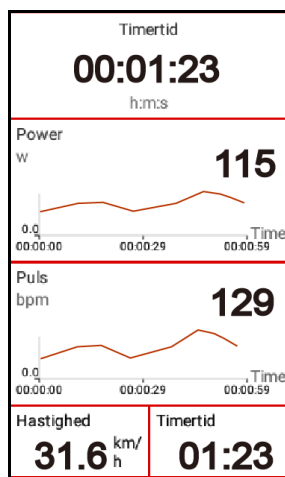 Timertid
00:01:23
h:m:s
Power
w
115
0.0
Time
00:00:00 00:00:29 00:00:59
Puls
bpm
129
0.0
Time
00:00:00 00:00:29 00:00:59
Hastighed
31.6 km/
h
Timertid
01:23